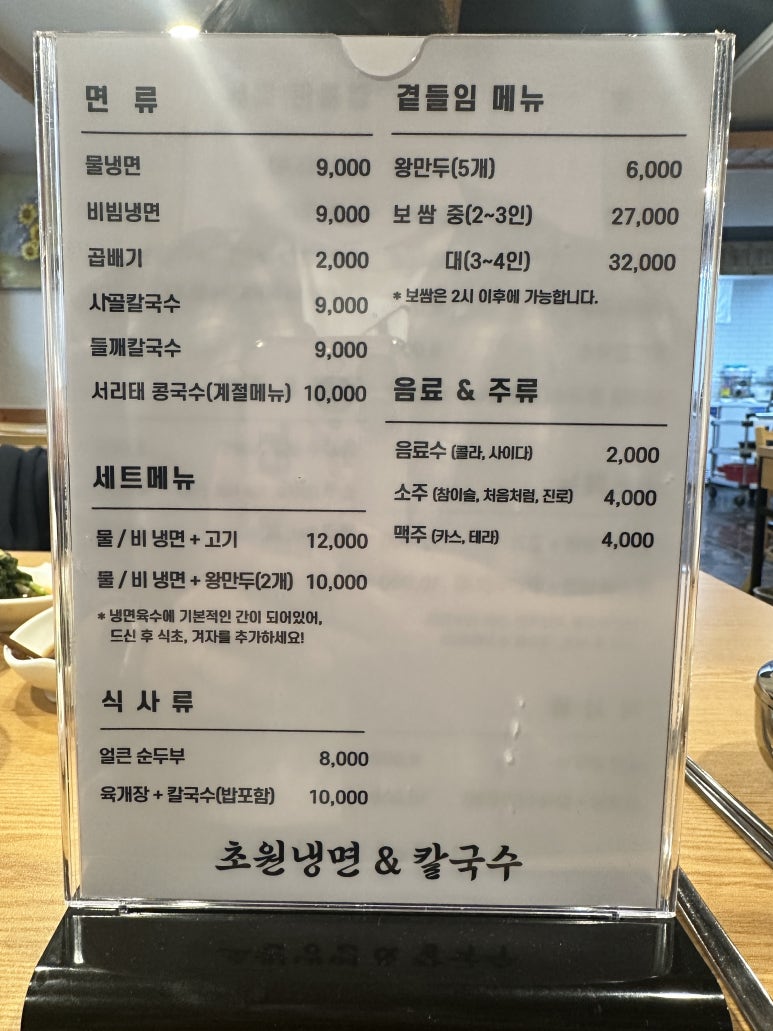 면 류
물냉면 9,000
비빔냉면 9,000
곱배기 2,000
사골칼국수 9,000
들깨칼국수 9,000
서리태 콩국수(계절메뉴) 10,000
세트메뉴
물 / 비 냉면 + 고기 12,000
물 / 비 냉면 + 왕만두(2개) 10,000
* 냉면육수에 기본적인 간이 되어있어,
드신 후 식초, 겨자를 추가하세요!
식 사 류
얼큰 순두부 8,000
육개장 + 칼국수(밥포함) 10,000
곁들임 메뉴
왕만두(5개) 6,000
보 쌈 중(2~3인) 27,000
대(3~4인) 32,000
* 보쌈은 2시 이후에 가능합니다.
음료 & 주류
음료수 (콜라, 사이다) 2,000
소주 (참이슬, 처음처럼, 진로) 4,000
맥주 (카스, 테라) 4,000
초원냉면 & 칼국수